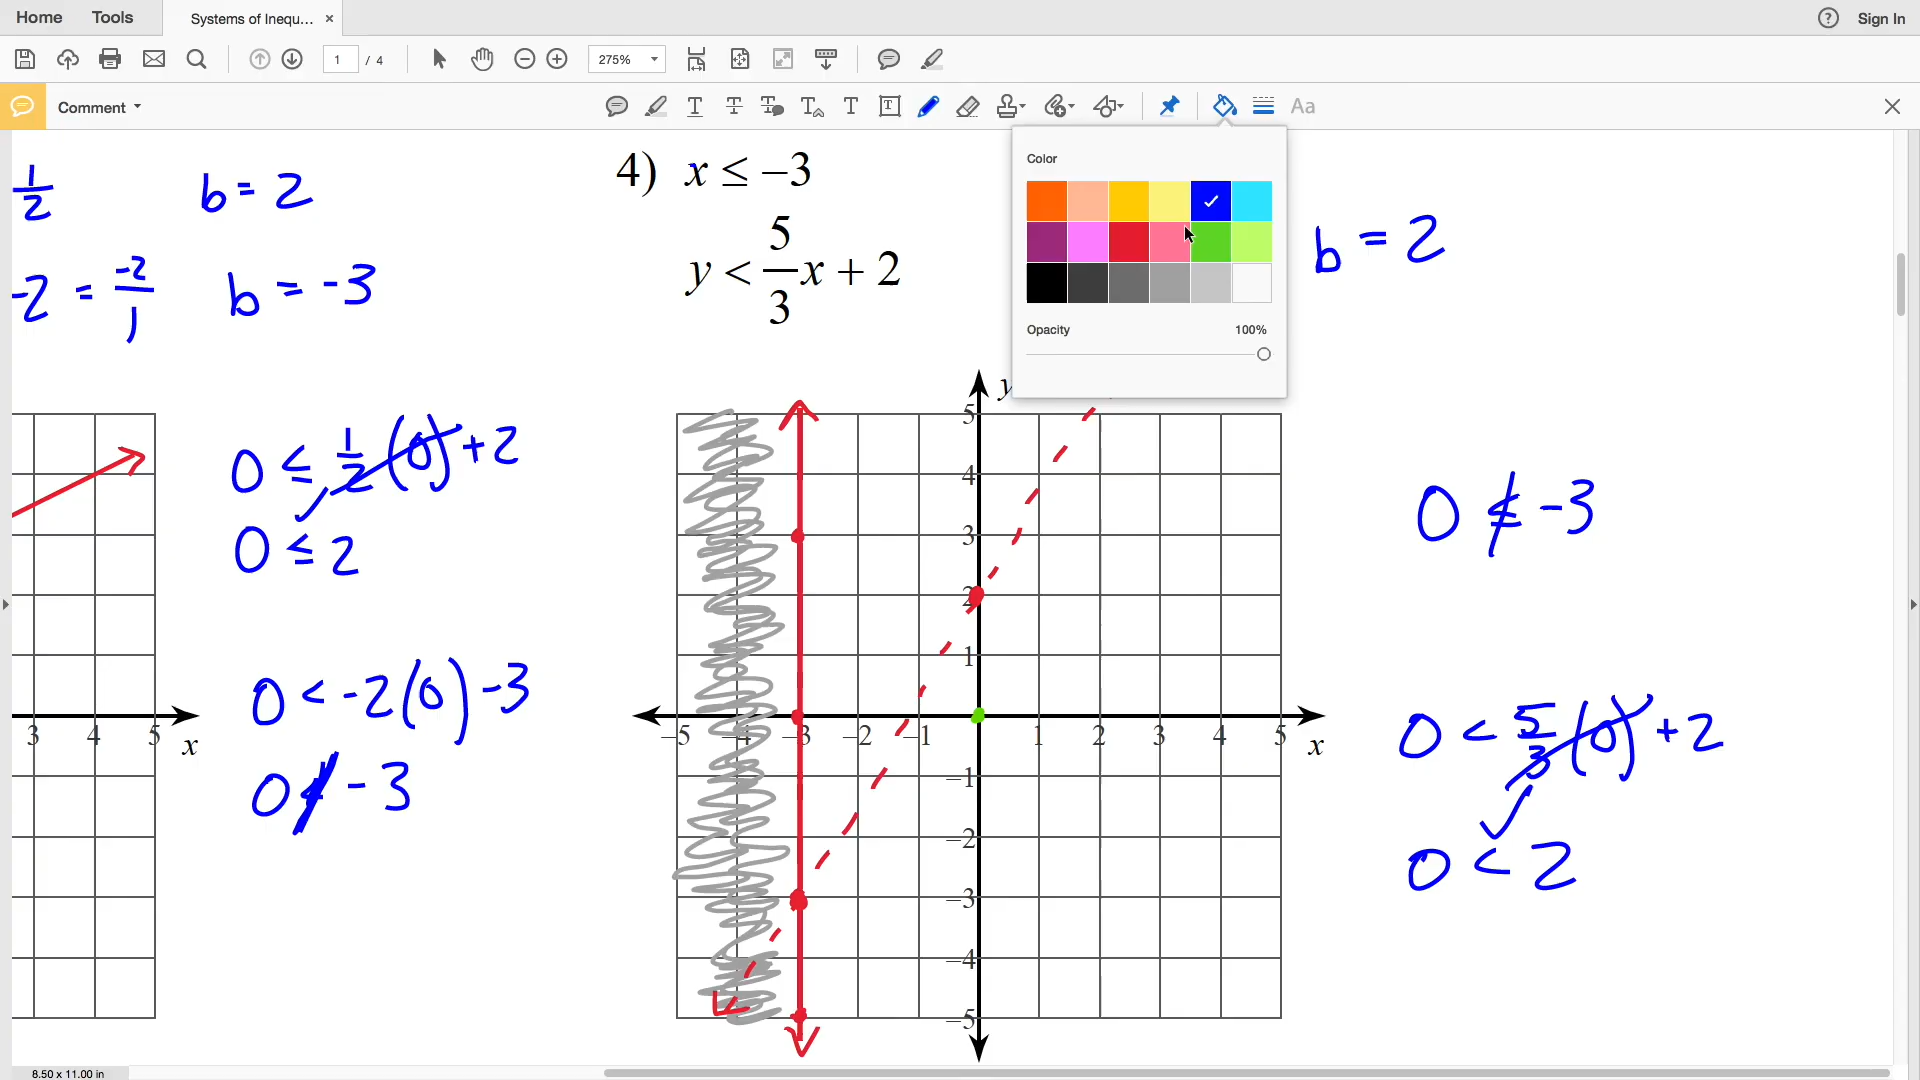 Home Tools Systems of Inequ... × ? Sign In
1 / 4 275%
Comment Aa
Color
Opacity 100%
1/2 b = 2
-2 = -2/1 b = -3
0 ≤ 1/2 (0) + 2
0 ≤ 2
0 < -2(0) -3
0 ≮ -3
3 4 5 x
4) x ≤ −3
y < 5/3 x + 2
y
5
4
3
2
1
−5 −4 −3 −2 −1 1 2 3 4 5 x
−1
−2
−3
−4
−5
b = 2
0 ≰ -3
0 < 5/3 (0) + 2
0 < 2
8.50 x 11.00 in